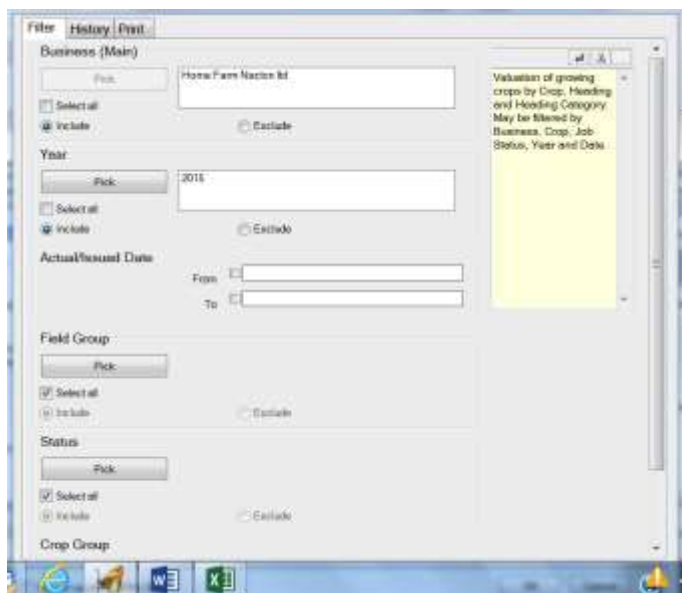 Filter History Print
Business (Main)
Pick
Home Farm Nacton ltd
Select all
Include Exclude
Year
Pick
2015
Select all
Include Exclude
Actual/Issued Date
From
To
Field Group
Pick
Select all
Include Exclude
Status
Pick
Select all
Include Exclude
Crop Group
Valuation of growing
crops by Crop, Heading
and Heading Category
May be filtered by
Business, Crop, Job
Status, Year and Date